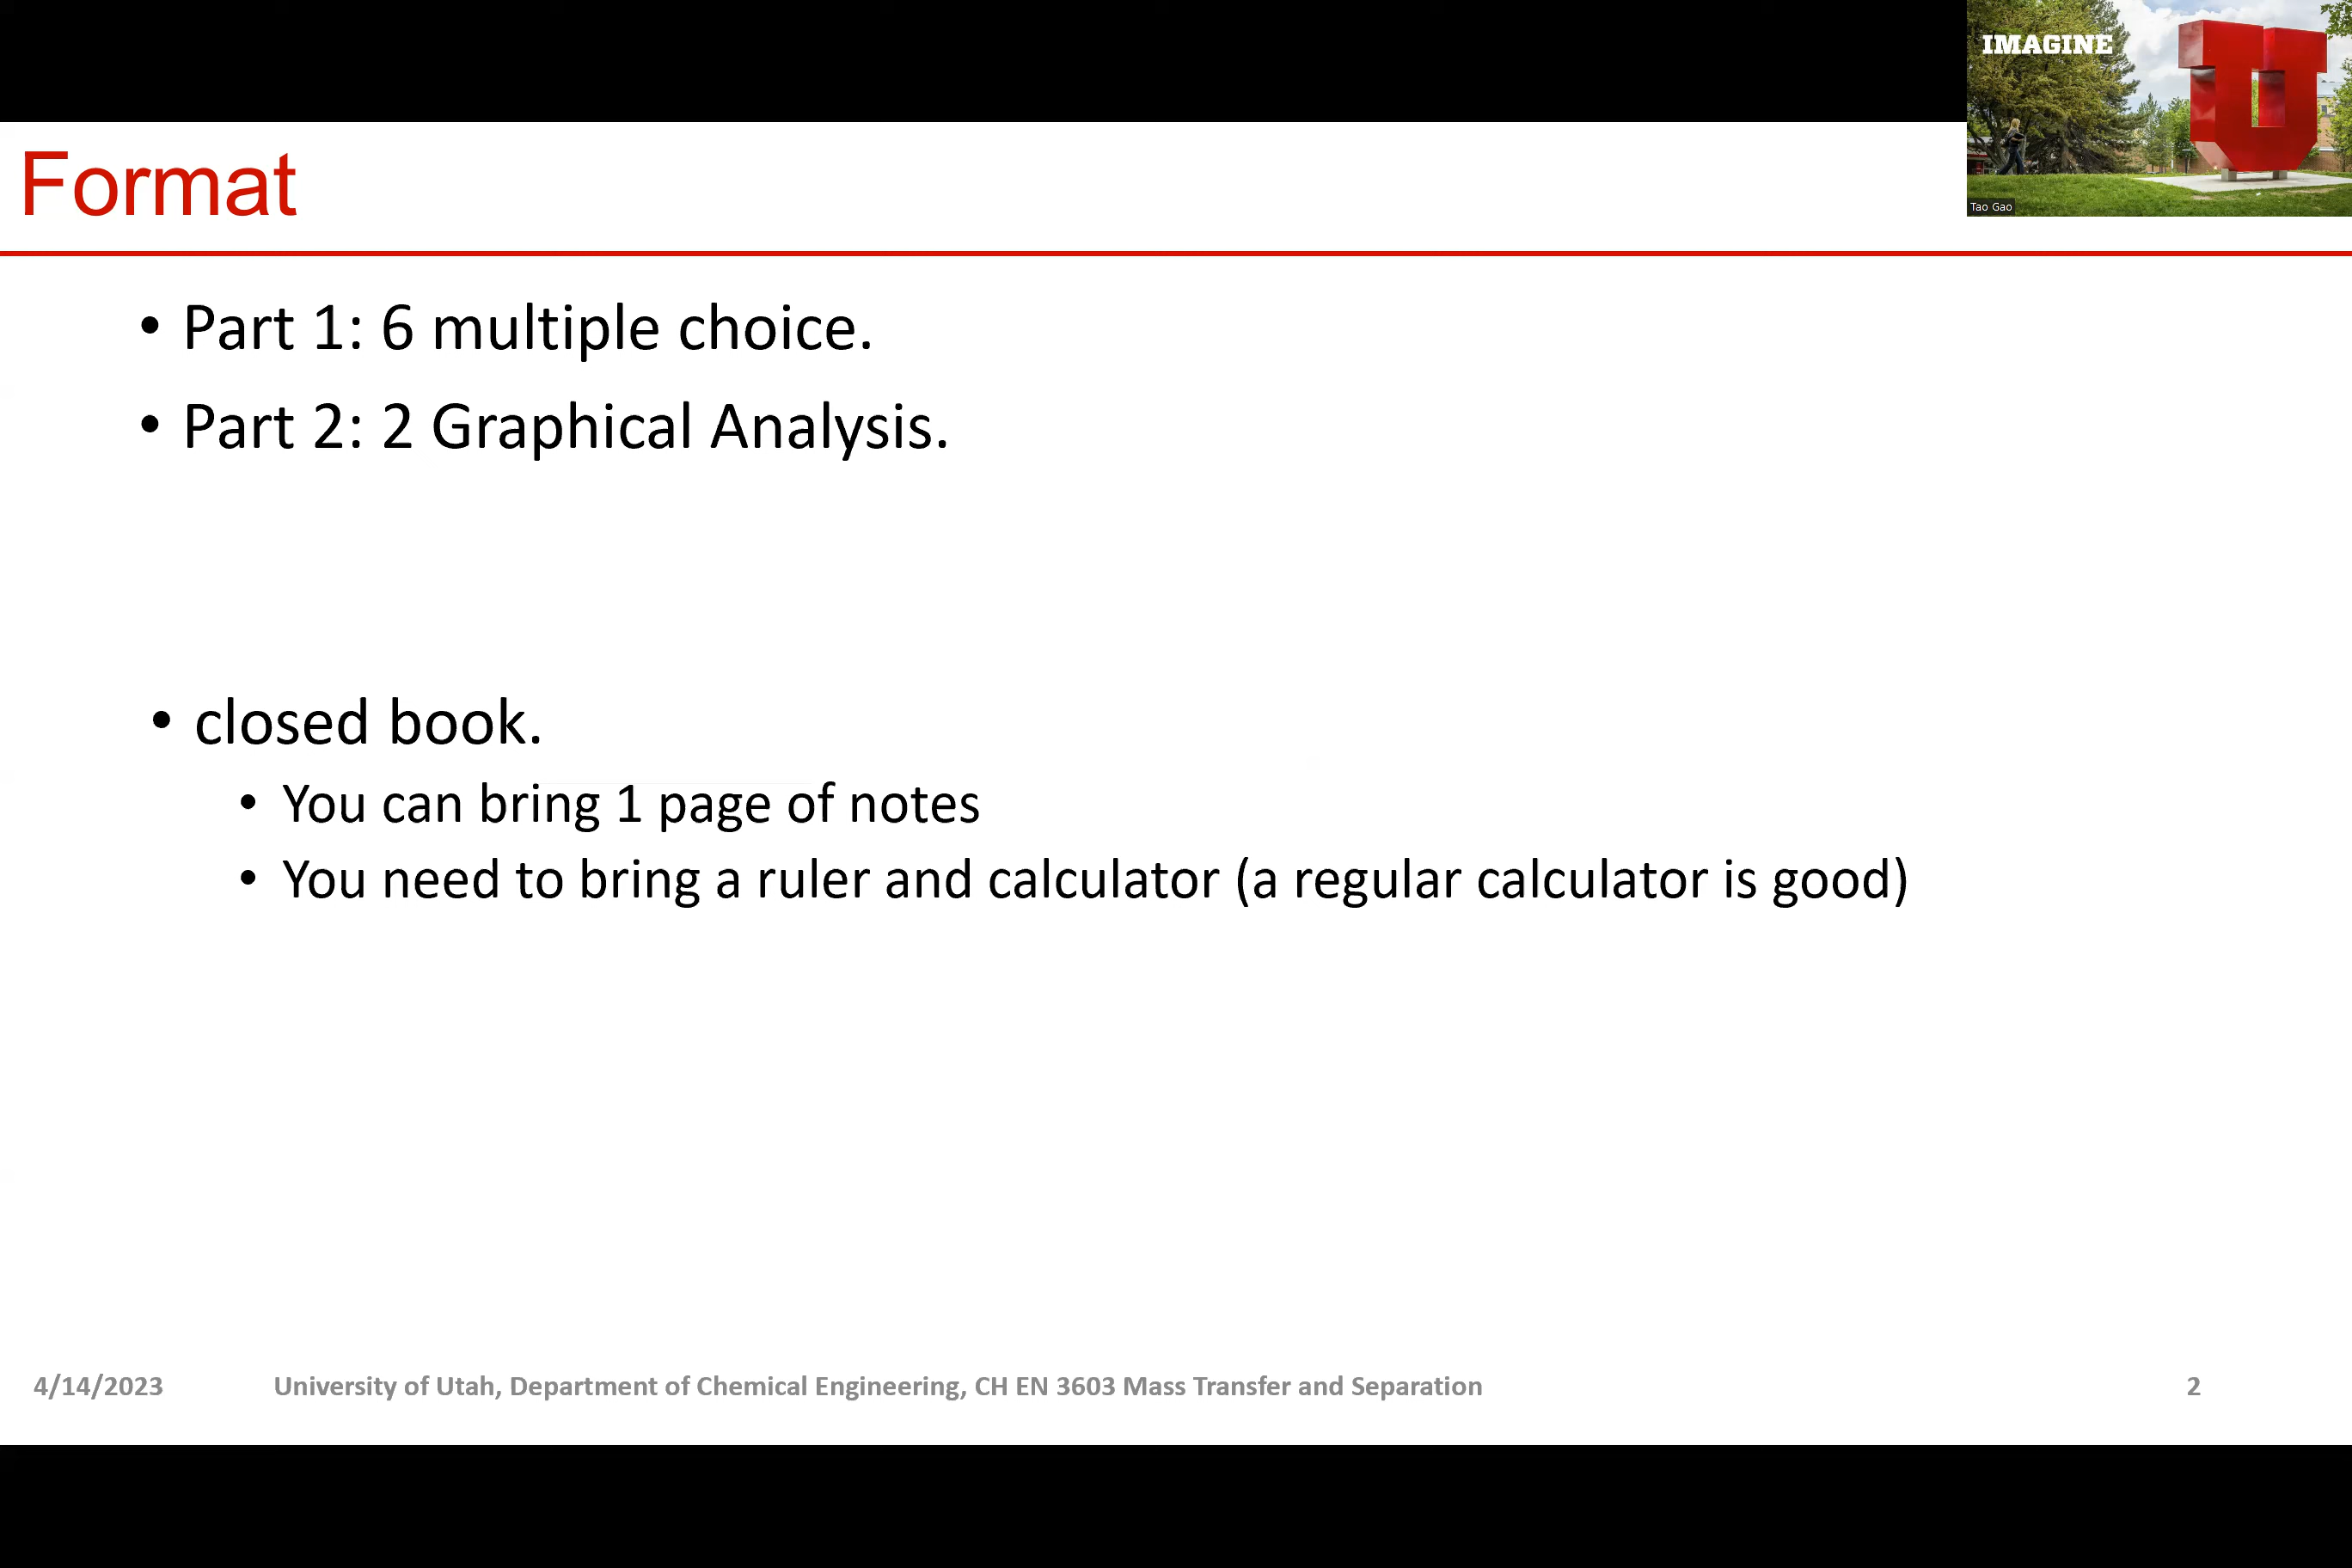 IMAGINE
Tao Gao
Format
• Part 1: 6 multiple choice.
• Part 2: 2 Graphical Analysis.
• closed book.
• You can bring 1 page of notes
• You need to bring a ruler and calculator (a regular calculator is good)
4/14/2023 University of Utah, Department of Chemical Engineering, CH EN 3603 Mass Transfer and Separation 2